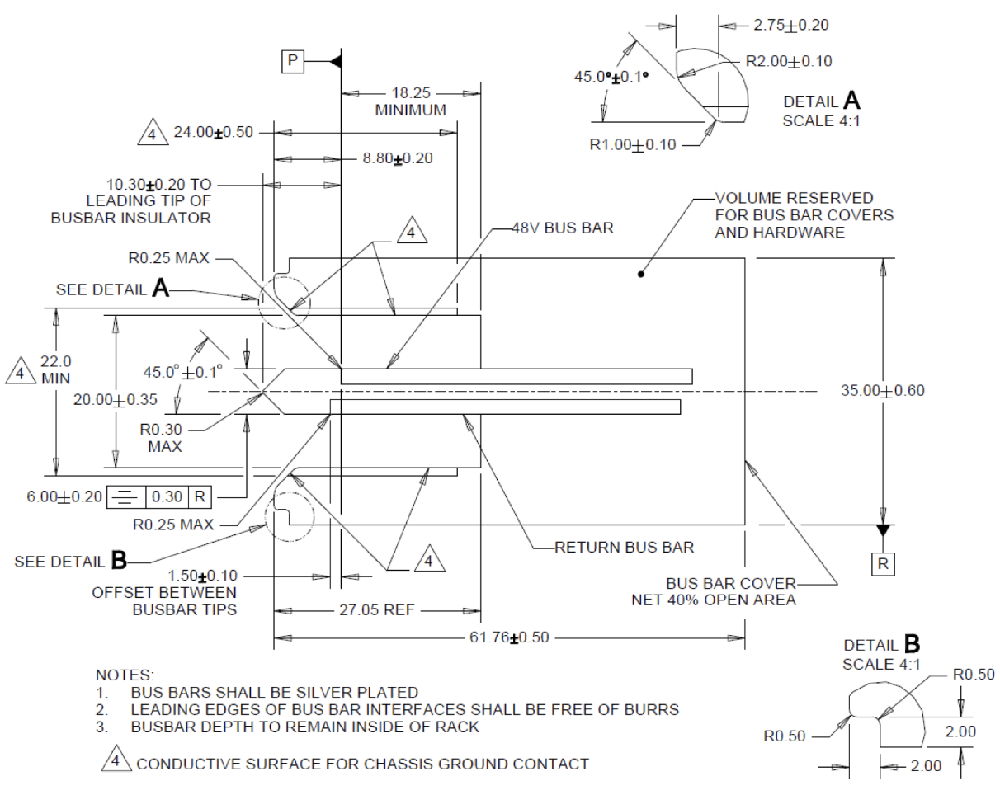 2.75±0.20
R2.00±0.10
45.0°±0.1°
DETAIL A
SCALE 4:1
R1.00±0.10
P
18.25
MINIMUM
4 24.00±0.50
8.80±0.20
10.30±0.20 TO
LEADING TIP OF
BUSBAR INSULATOR
VOLUME RESERVED
FOR BUS BAR COVERS
AND HARDWARE
4
48V BUS BAR
R0.25 MAX
SEE DETAIL A
4 22.0
MIN
45.0°±0.1°
20.00±0.35
35.00±0.60
R0.30
MAX
6.00±0.20 ⌯ 0.30 R
R0.25 MAX
SEE DETAIL B
4
RETURN BUS BAR
R
1.50±0.10
OFFSET BETWEEN
BUSBAR TIPS
BUS BAR COVER
NET 40% OPEN AREA
27.05 REF
61.76±0.50
DETAIL B
SCALE 4:1
R0.50
R0.50
2.00
2.00
NOTES:
1. BUS BARS SHALL BE SILVER PLATED
2. LEADING EDGES OF BUS BAR INTERFACES SHALL BE FREE OF BURRS
3. BUSBAR DEPTH TO REMAIN INSIDE OF RACK
4 CONDUCTIVE SURFACE FOR CHASSIS GROUND CONTACT